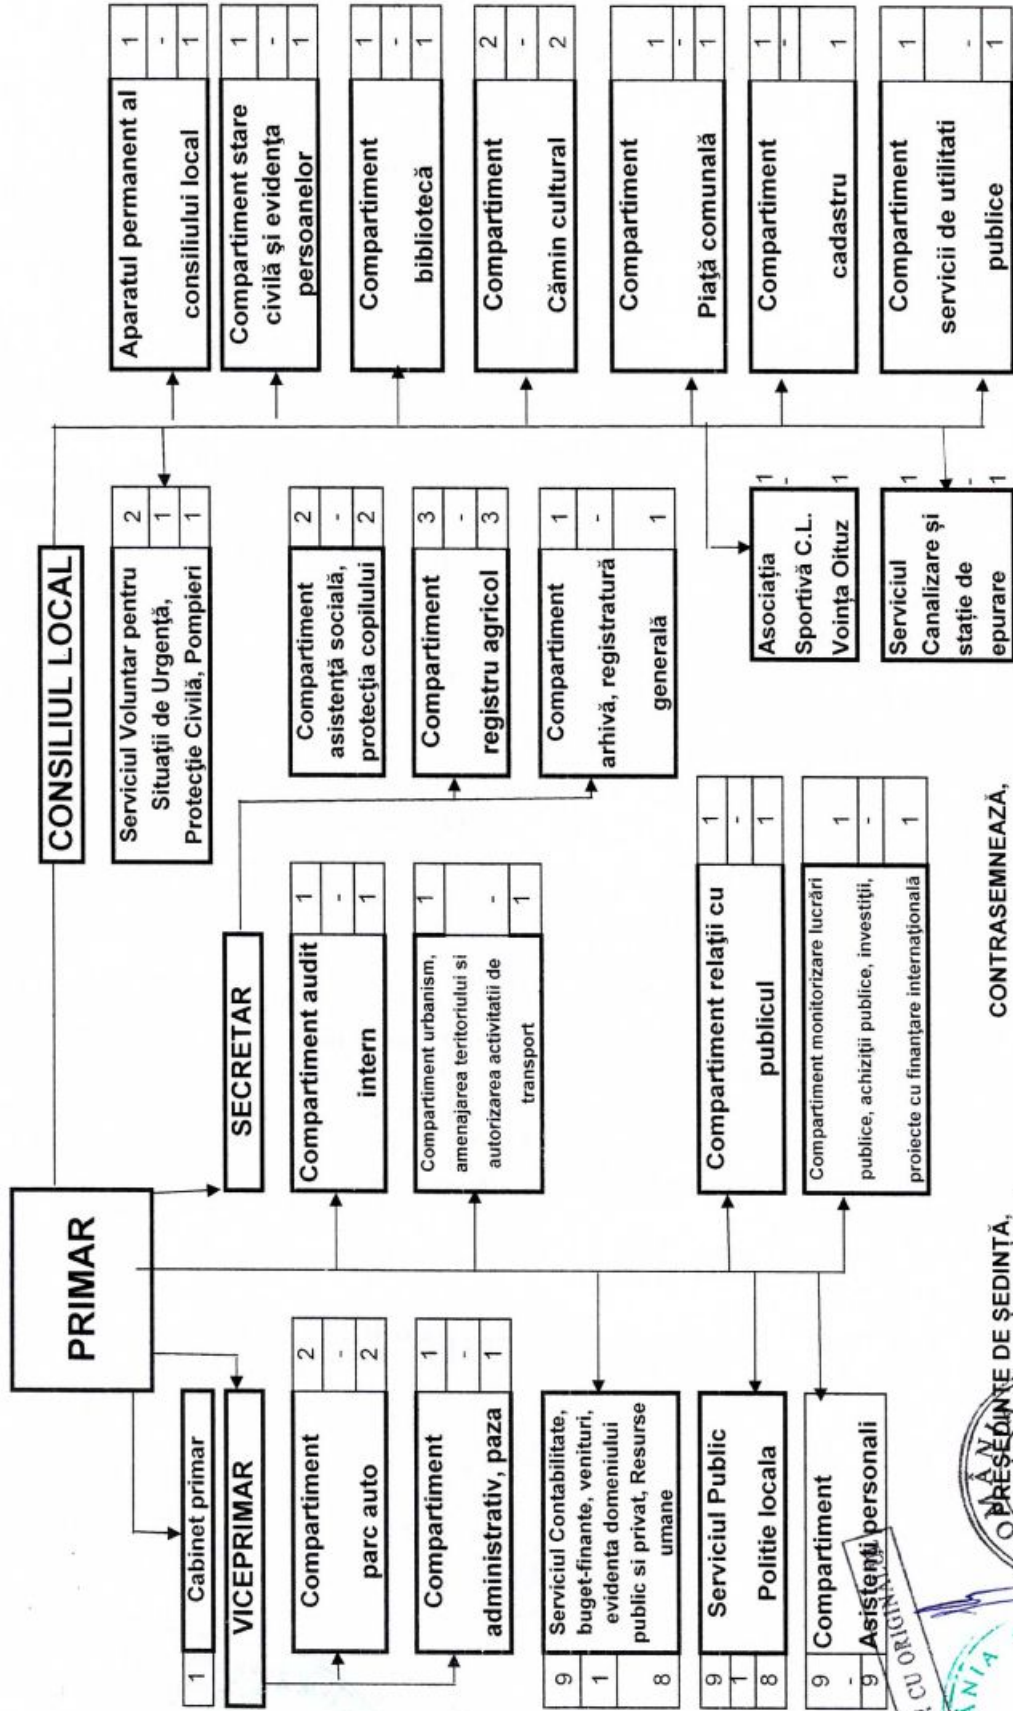 PRIMAR
CONSILIUL LOCAL
1
Cabinet primar
VICEPRIMAR
SECRETAR
Compartiment
parc auto
2
-
2
Compartiment
administrativ, paza
1
-
1
9
1
8
Serviciul Contabilitate,
buget-finante, venituri,
evidenta domeniului
public si privat, Resurse
umane
9
1
8
Serviciul Public
Politie locala
9
-
9
Compartiment
Asistenti personali
Compartiment audit
intern
1
-
1
Compartiment urbanism,
amenajarea teritoriului si
autorizarea activitatii de
transport
1
-
1
Compartiment relaţii cu
publicul
1
-
1
Compartiment monitorizare lucrări
publice, achiziţii publice, investiţii,
proiecte cu finanţare internaţională
1
-
1
Serviciul Voluntar pentru
Situaţii de Urgenţă,
Protecţie Civilă, Pompieri
2
1
1
Compartiment
asistenţă socială,
protecţia copilului
2
-
2
Compartiment
registru agricol
3
-
3
Compartiment
arhivă, registratură
generală
1
-
1
Asociaţia
Sportivă C.L.
Voinţa Oituz
1
-
1
Serviciul
Canalizare şi
staţie de
epurare
1
-
1
Aparatul permanent al
consiliului local
1
-
1
Compartiment stare
civilă şi evidenţa
persoanelor
1
-
1
Compartiment
bibliotecă
1
-
1
Compartiment
Cămin cultural
2
-
2
Compartiment
Piaţă comunală
1
-
1
Compartiment
cadastru
1
-
1
Compartiment
servicii de utilitati
publice
1
-
1
PREŞEDINTE DE ŞEDINŢĂ,
CONTRASEMNEAZĂ,
CU ORIGINALUL